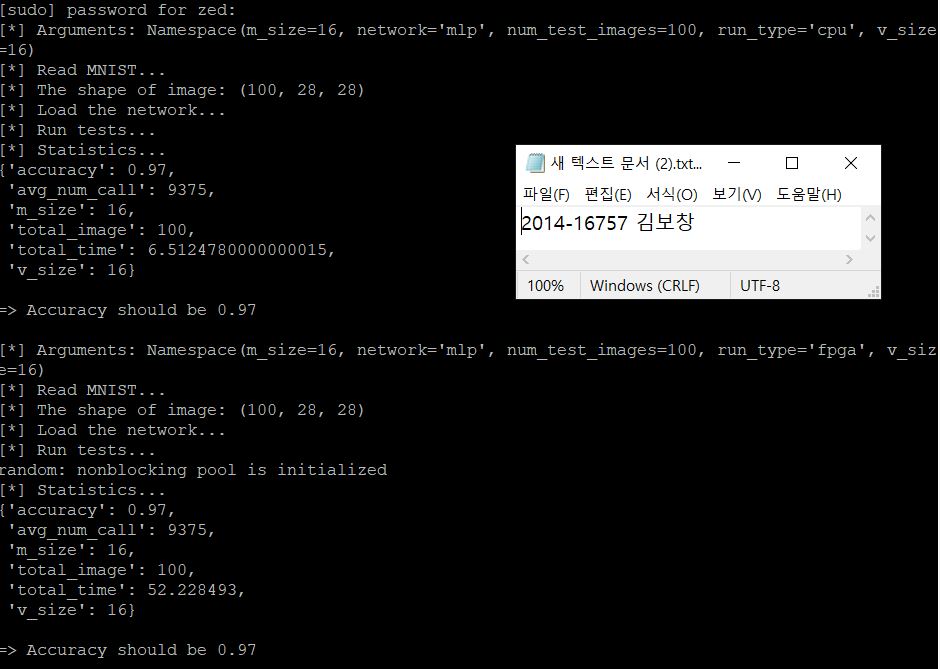 [sudo] password for zed:
[*] Arguments: Namespace(m_size=16, network='mlp', num_test_images=100, run_type='cpu', v_size
=16)
[*] Read MNIST...
[*] The shape of image: (100, 28, 28)
[*] Load the network...
[*] Run tests...
[*] Statistics...
{'accuracy': 0.97,
 'avg_num_call': 9375,
 'm_size': 16,
 'total_image': 100,
 'total_time': 6.5124780000000015,
 'v_size': 16}
=> Accuracy should be 0.97
[*] Arguments: Namespace(m_size=16, network='mlp', num_test_images=100, run_type='fpga', v_siz
e=16)
[*] Read MNIST...
[*] The shape of image: (100, 28, 28)
[*] Load the network...
[*] Run tests...
random: nonblocking pool is initialized
[*] Statistics...
{'accuracy': 0.97,
 'avg_num_call': 9375,
 'm_size': 16,
 'total_image': 100,
 'total_time': 52.228493,
 'v_size': 16}
=> Accuracy should be 0.97
새 텍스트 문서 (2).txt...
파일(F) 편집(E) 서식(O) 보기(V) 도움말(H)
2014-16757 김보창
100% Windows (CRLF) UTF-8